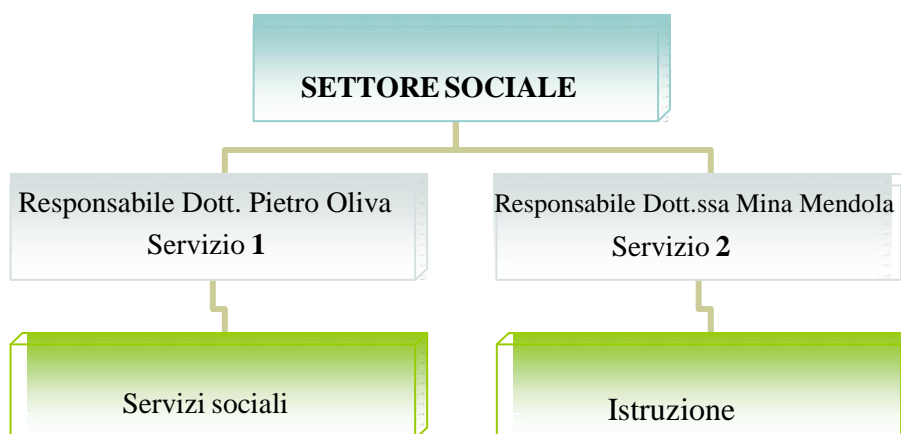 SETTORE SOCIALE
Responsabile Dott. Pietro Oliva
Servizio 1
Responsabile Dott.ssa Mina Mendola
Servizio 2
Servizi sociali
Istruzione